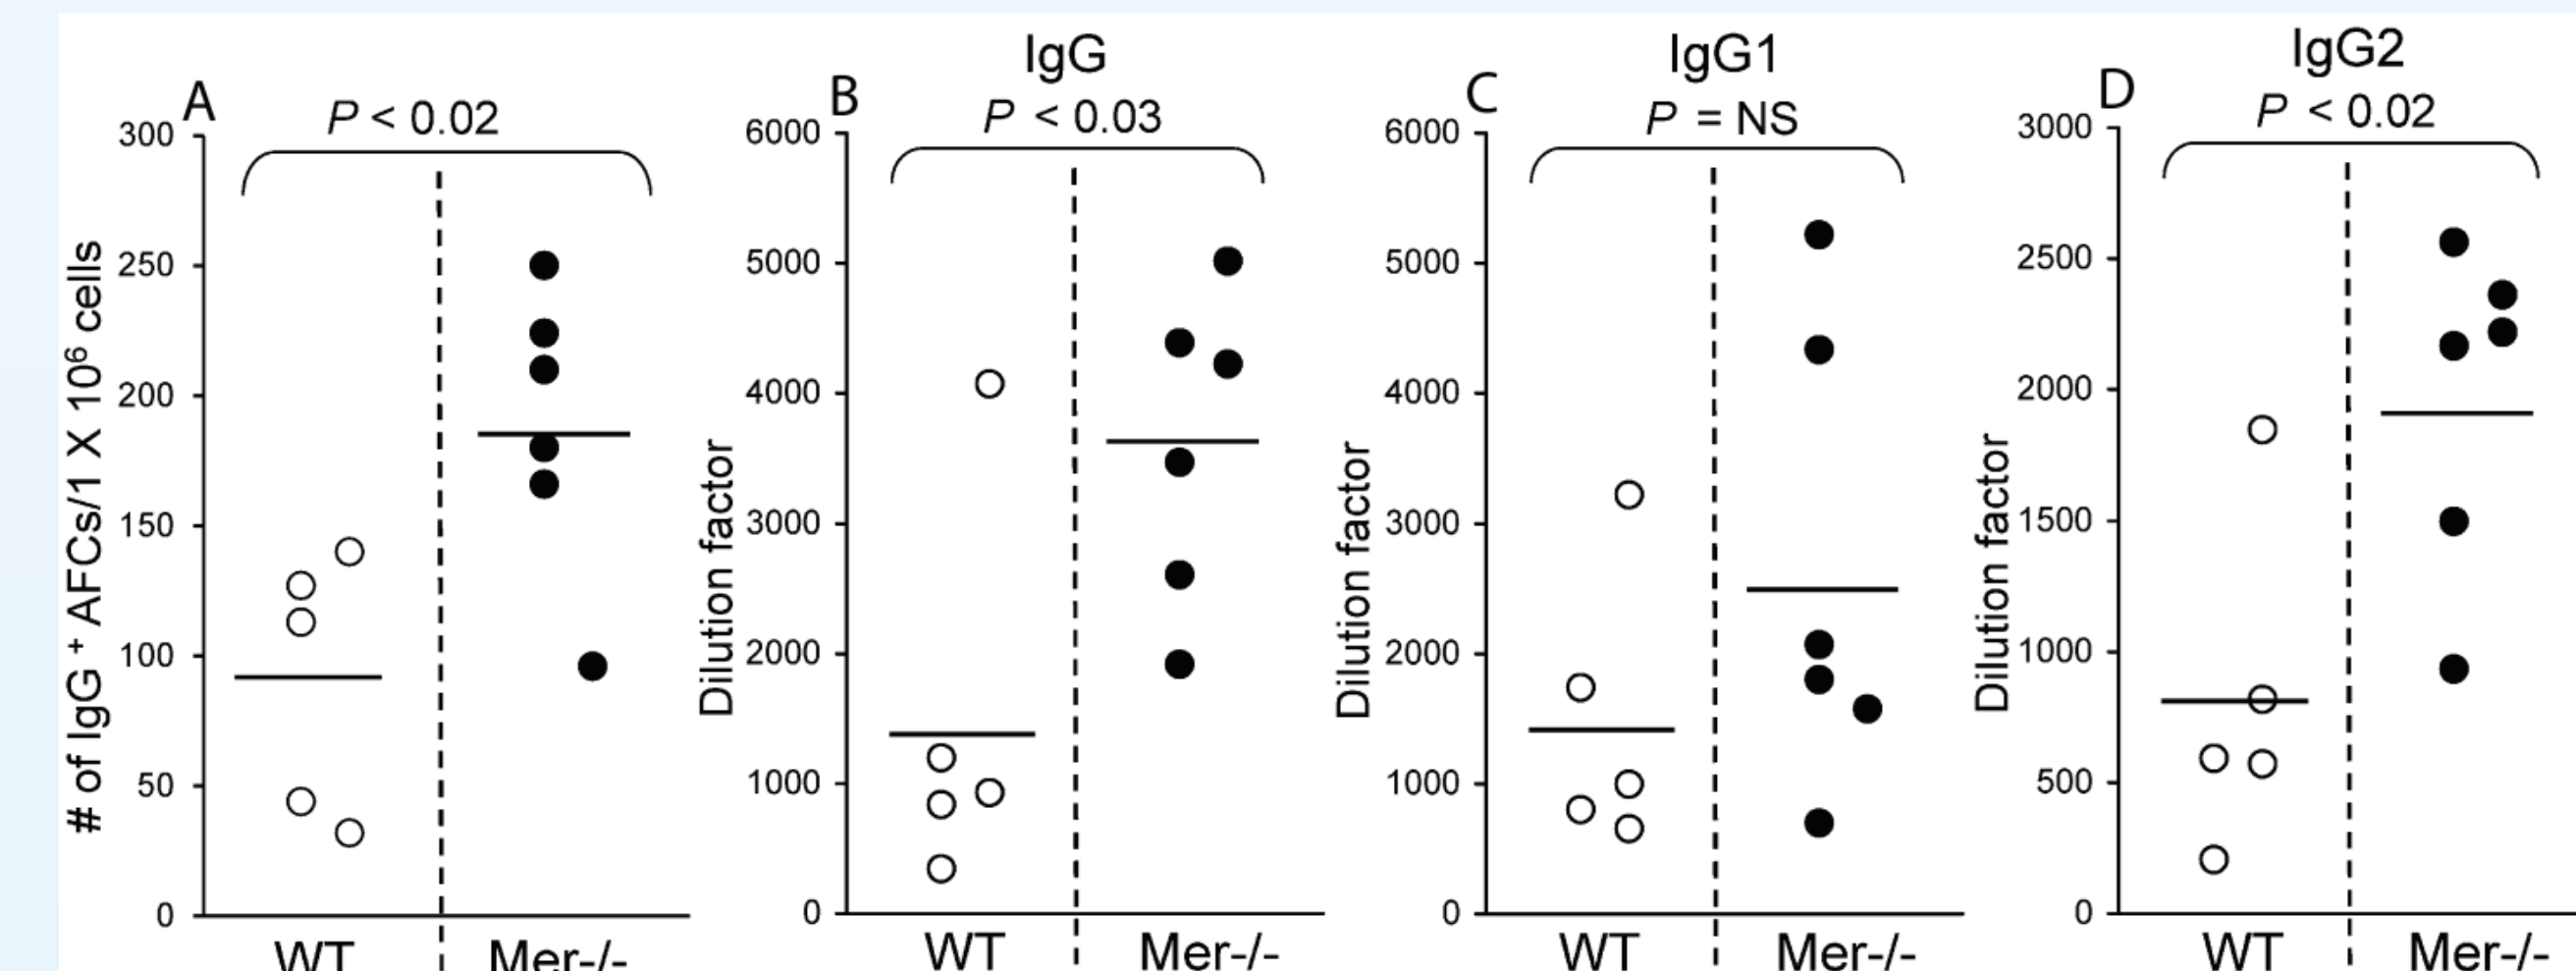 A
P < 0.02
# of IgG + AFCs/1 X 10⁶ cells
300
250
200
150
100
50
0
WT
Mer-/-
IgG
B
P < 0.03
Dilution factor
6000
5000
4000
3000
2000
1000
0
WT
Mer-/-
IgG1
C
P = NS
Dilution factor
6000
5000
4000
3000
2000
1000
0
WT
Mer-/-
IgG2
D
P < 0.02
Dilution factor
3000
2500
2000
1500
1000
500
0
WT
Mer-/-